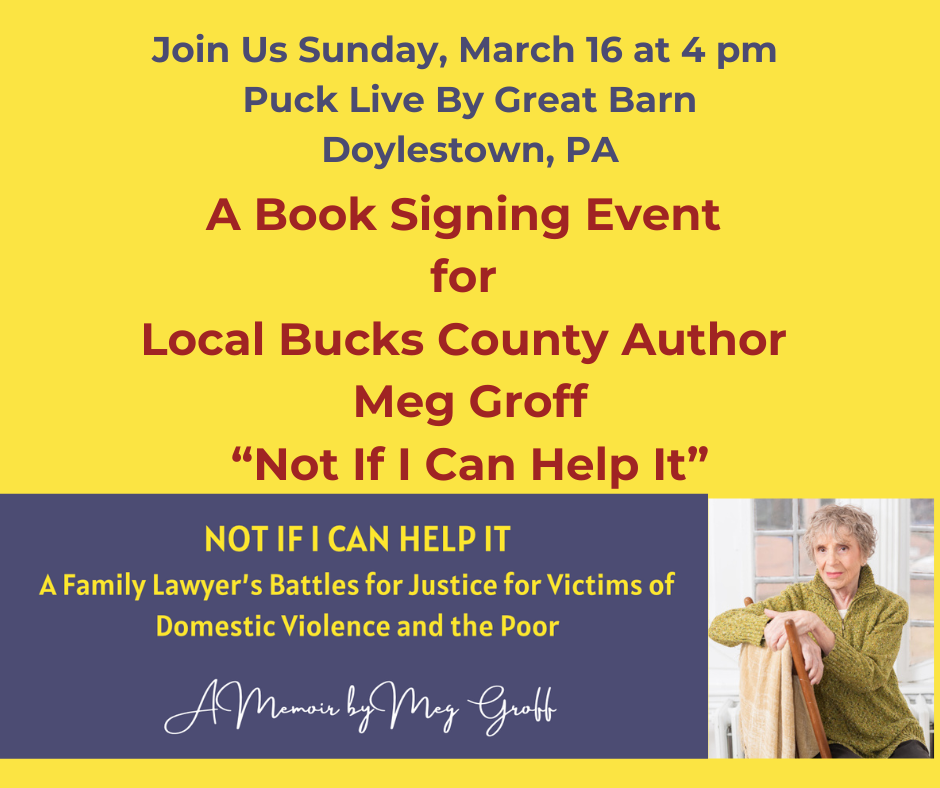 Join Us Sunday, March 16 at 4 pm
Puck Live By Great Barn
Doylestown, PA
A Book Signing Event
for
Local Bucks County Author
Meg Groff
“Not If I Can Help It”
NOT IF I CAN HELP IT
A Family Lawyer's Battles for Justice for Victims of
Domestic Violence and the Poor
A Memoir by Meg Groff